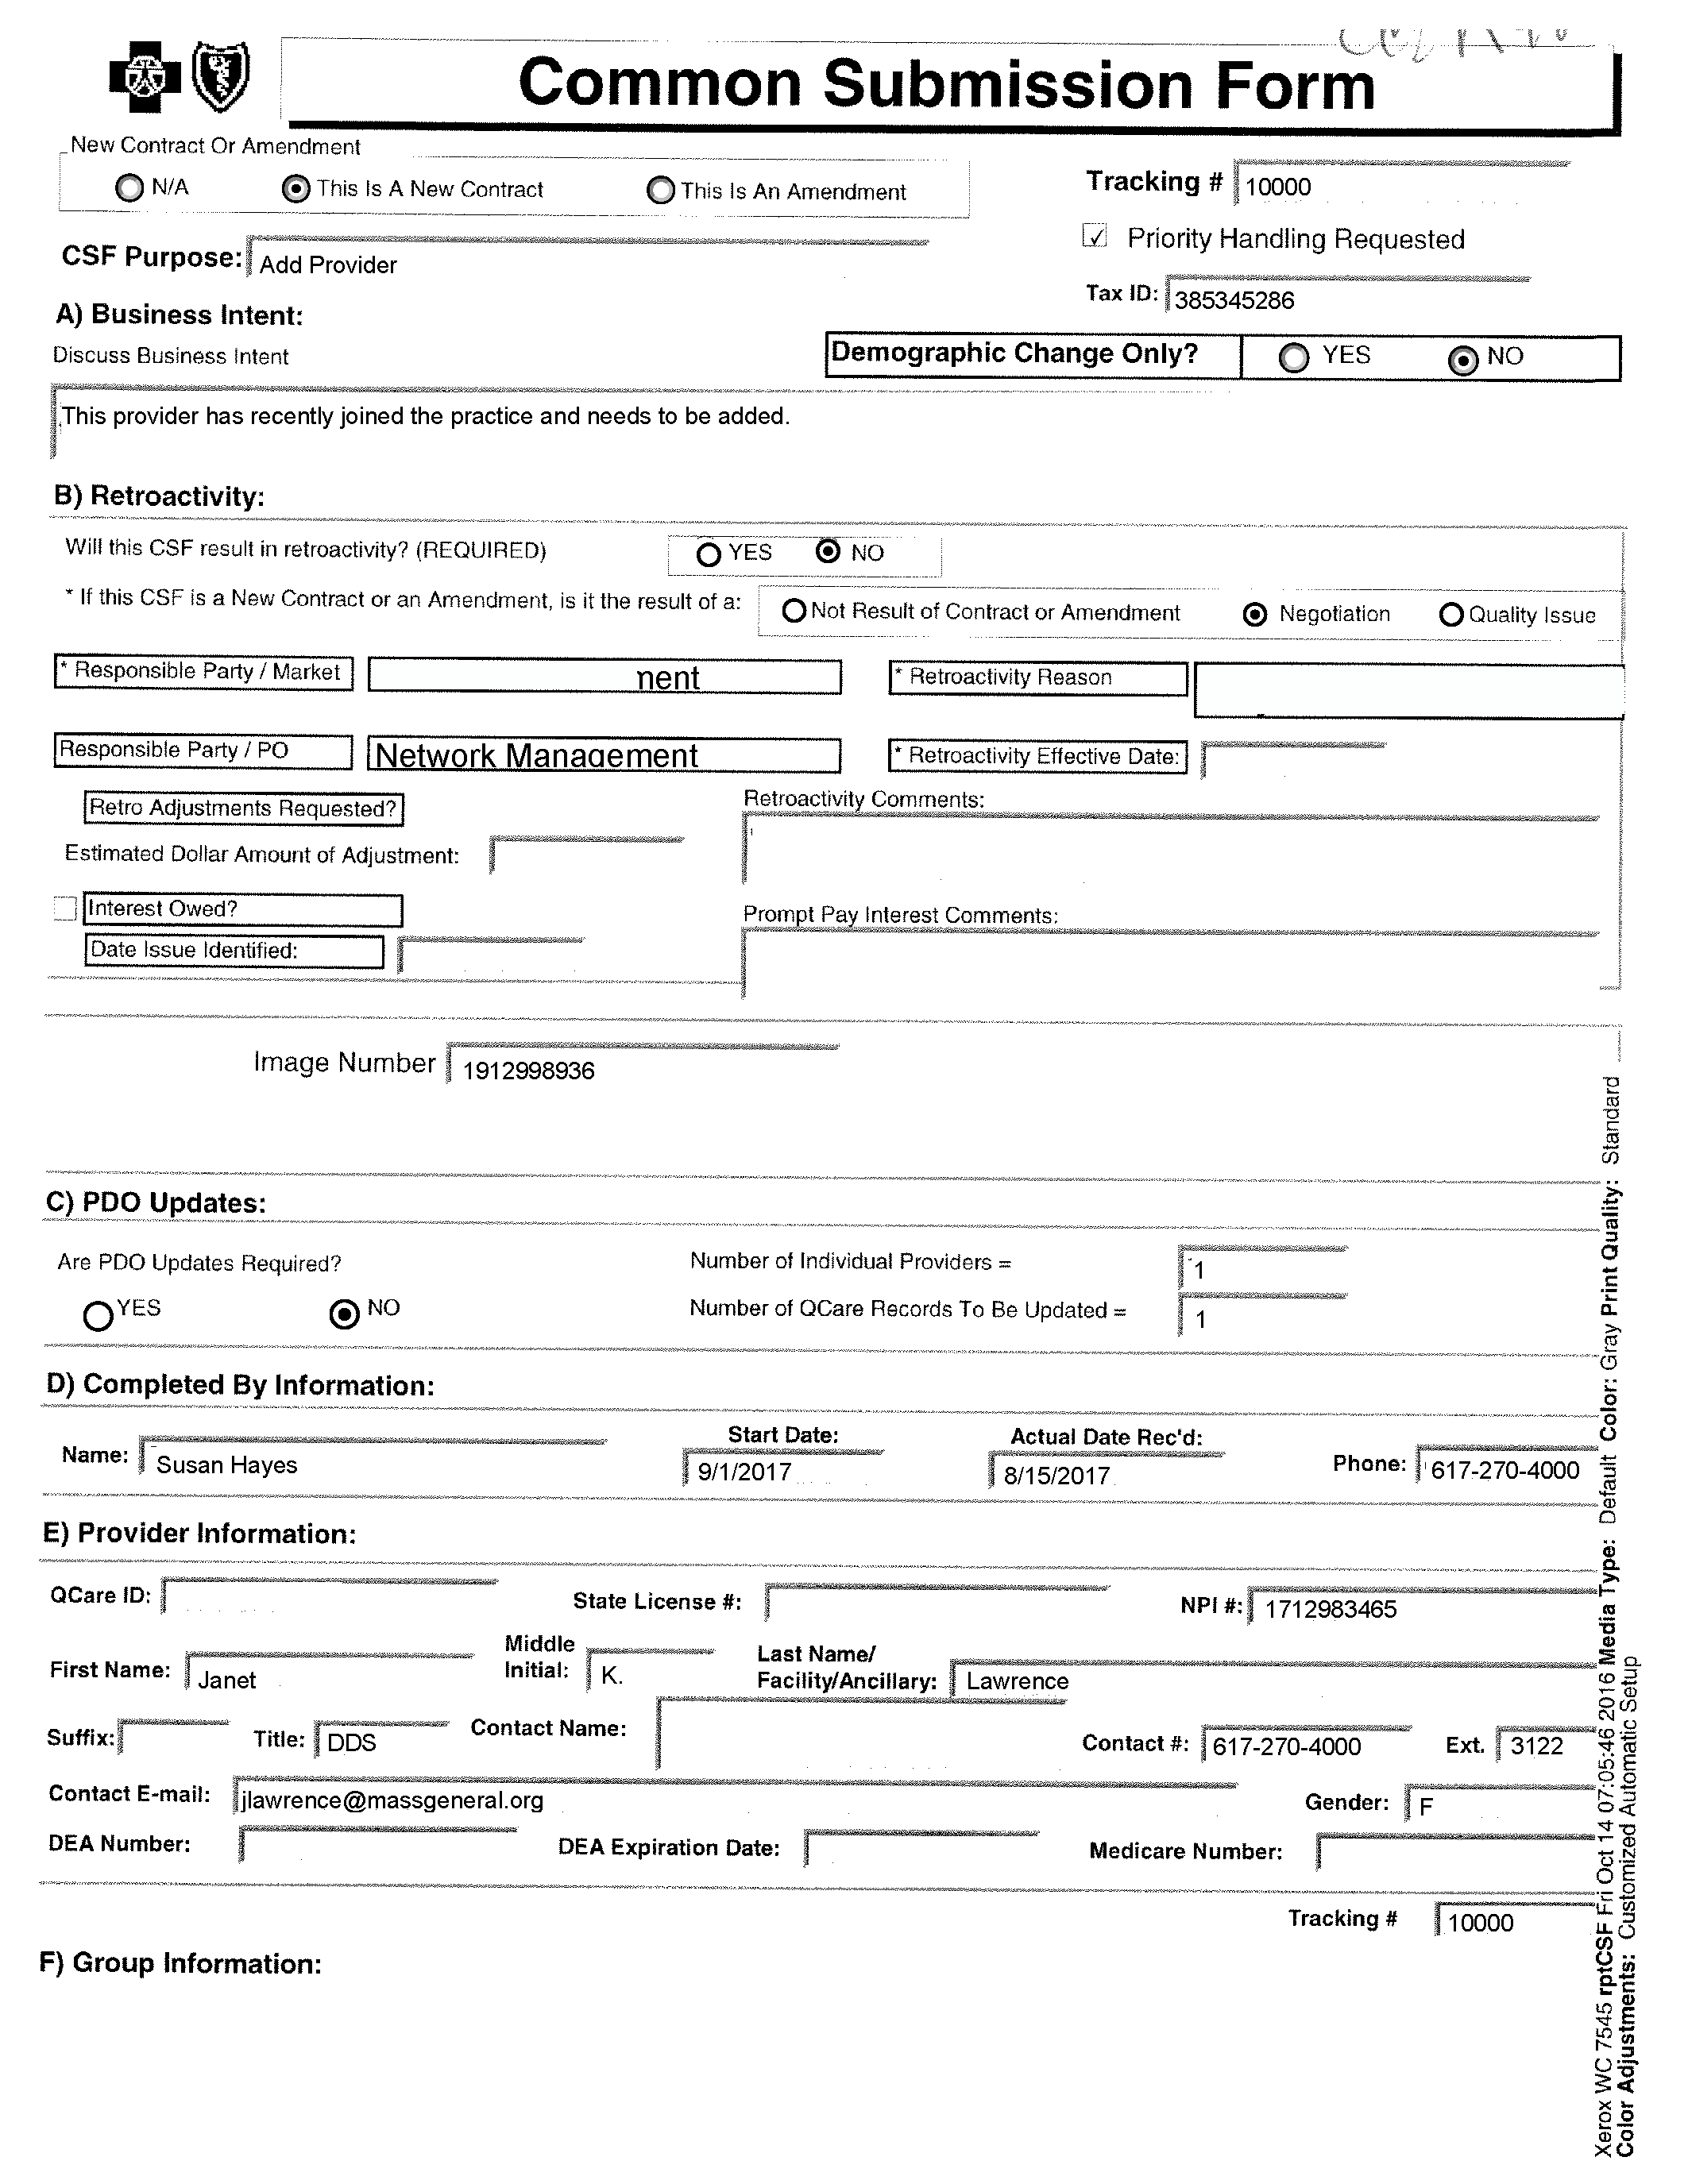 Common Submission Form
New Contract Or Amendment
N/A This Is A New Contract This Is An Amendment
Tracking # 10000
Priority Handling Requested
CSF Purpose: Add Provider
Tax ID: 385345286
A) Business Intent:
Discuss Business Intent
Demographic Change Only? YES NO
This provider has recently joined the practice and needs to be added.
B) Retroactivity:
Will this CSF result in retroactivity? (REQUIRED) YES NO
* If this CSF is a New Contract or an Amendment, is it the result of a: Not Result of Contract or Amendment Negotiation Quality Issue
* Responsible Party / Market nent * Retroactivity Reason
Responsible Party / PO Network Management * Retroactivity Effective Date:
Retro Adjustments Requested?
Retroactivity Comments:
Estimated Dollar Amount of Adjustment:
Interest Owed?
Prompt Pay Interest Comments:
Date Issue Identified:
Image Number 1912998936
C) PDO Updates:
Are PDO Updates Required? Number of Individual Providers = 1
YES NO Number of QCare Records To Be Updated = 1
D) Completed By Information:
Start Date: Actual Date Rec'd:
Name: Susan Hayes 9/1/2017 8/15/2017 Phone: 617-270-4000
E) Provider Information:
QCare ID: State License #: NPI #: 1712983465
First Name: Janet Middle Initial: K. Last Name/ Facility/Ancillary: Lawrence
Suffix: Title: DDS Contact Name: Contact #: 617-270-4000 Ext. 3122
Contact E-mail: jlawrence@massgeneral.org Gender: F
DEA Number: DEA Expiration Date: Medicare Number:
Tracking # 10000
F) Group Information:
Xerox WC 7545 rptCSF Fri Oct 14 07:05:46 2016 Media Type: Default Color: Gray Print Quality: Standard
Color Adjustments: Customized Automatic Setup